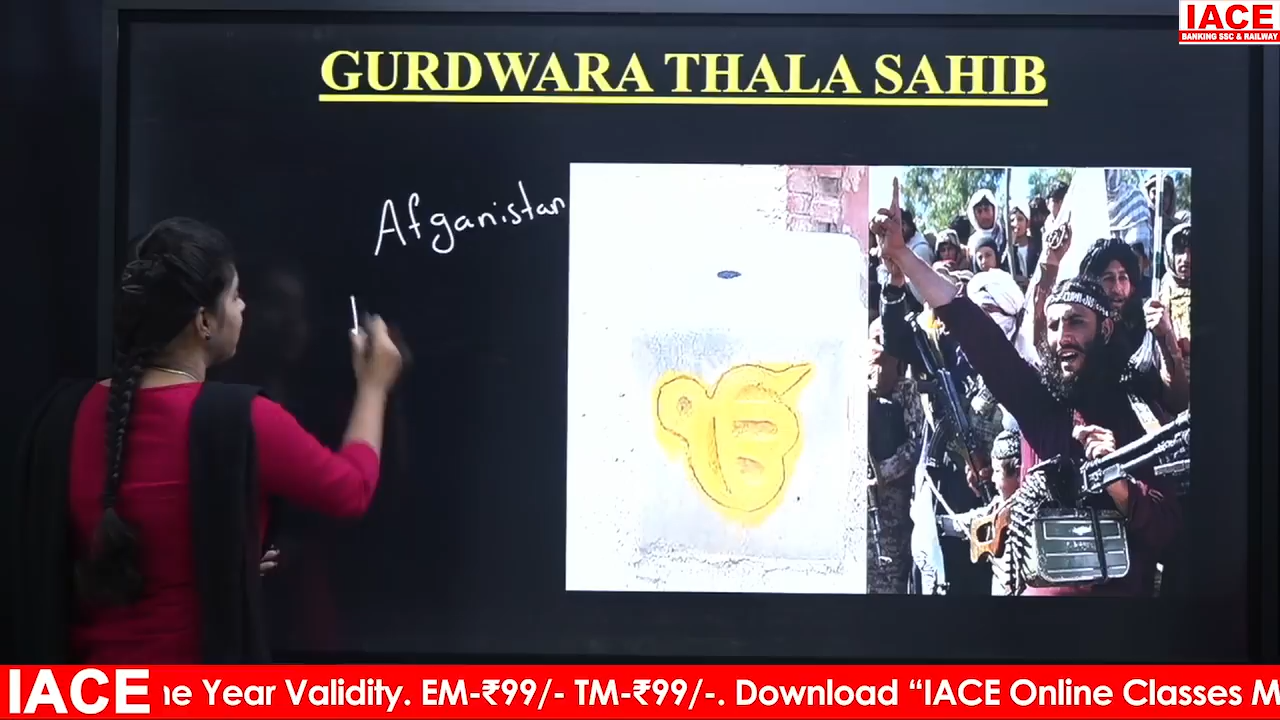 IACE
BANKING SSC & RAILWAY
GURDWARA THALA SAHIB
Afganistan
IACE
ne Year Validity. EM-₹99/- TM-₹99/-. Download “IACE Online Classes M